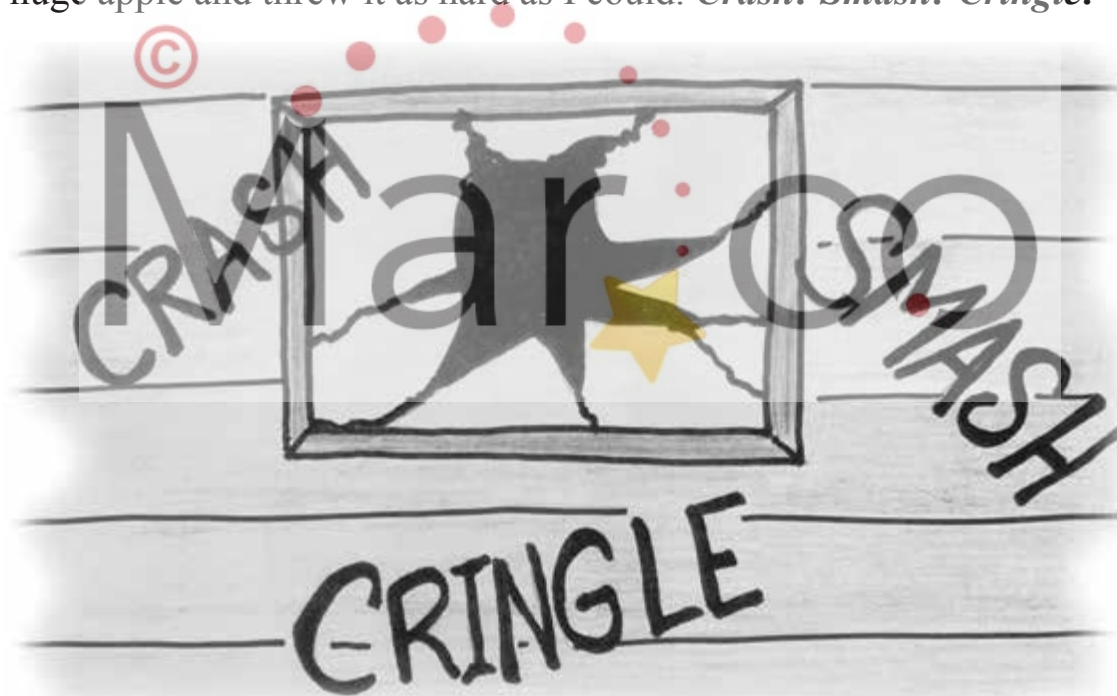 huge apple and threw it as hard as I could. Crash! Smash! Cringle!
©
Marco
CRASH
SMASH
CRINGLE